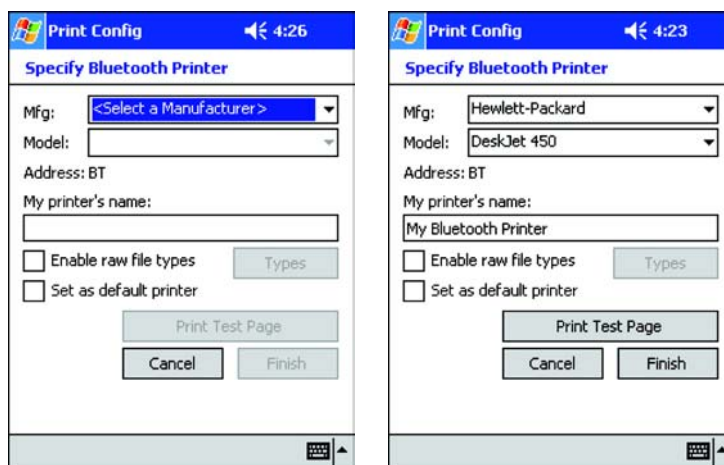 Print Config 4:26
Specify Bluetooth Printer
Mfg: <Select a Manufacturer>
Model:
Address: BT
My printer's name:
Enable raw file types Types
Set as default printer
Print Test Page
Cancel Finish
Print Config 4:23
Specify Bluetooth Printer
Mfg: Hewlett-Packard
Model: DeskJet 450
Address: BT
My printer's name:
My Bluetooth Printer
Enable raw file types Types
Set as default printer
Print Test Page
Cancel Finish